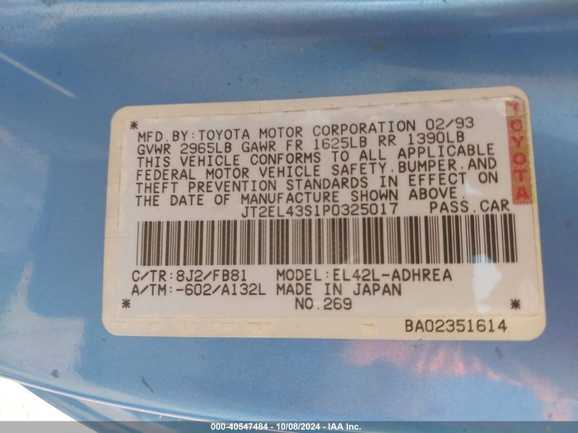 * MFD.BY:TOYOTA MOTOR CORPORATION 02/93
GVWR 2965LB GAWR FR 1625LB RR 1390LB
THIS VEHICLE CONFORMS TO ALL APPLICABLE
FEDERAL MOTOR VEHICLE SAFETY,BUMPER,AND
THEFT PREVENTION STANDARDS IN EFFECT ON
THE DATE OF MANUFACTURE SHOWN ABOVE.
JT2EL43S1P0325017 PASS.CAR
C/TR:8J2/FB81 MODEL:EL42L-ADHREA
A/TM:-602/A132L MADE IN JAPAN
* NO.269 *
BA02351614
TOYOTA
000-40547484 - 10/08/2024 - IAA Inc.